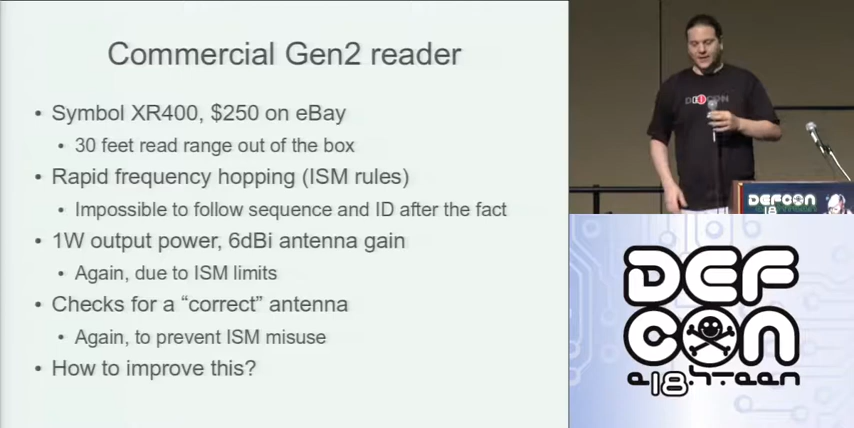 Commercial Gen2 reader
• Symbol XR400, $250 on eBay
• 30 feet read range out of the box
• Rapid frequency hopping (ISM rules)
• Impossible to follow sequence and ID after the fact
• 1W output power, 6dBi antenna gain
• Again, due to ISM limits
• Checks for a “correct” antenna
• Again, to prevent ISM misuse
• How to improve this?
DEFCON
18
DEF
CON
e18hteen